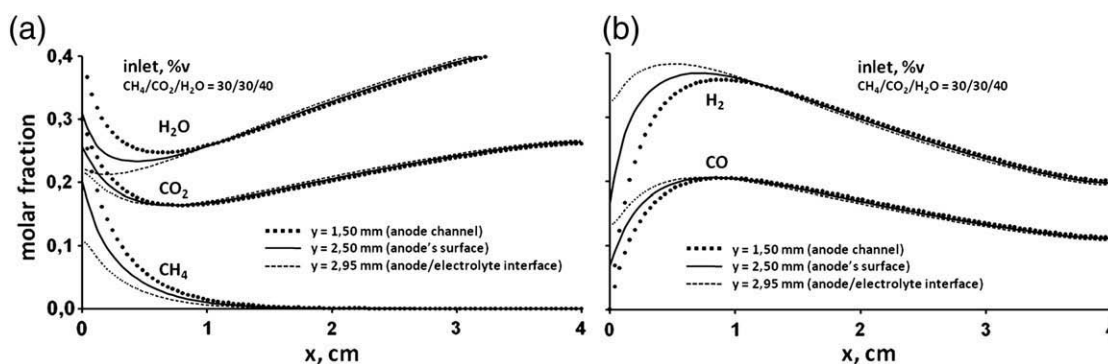 (a)
0,4
0,3
0,2
0,1
0,0
molar fraction
inlet, %v
CH₄/CO₂/H₂O = 30/30/40
H₂O
CO₂
CH₄
y = 1,50 mm (anode channel)
y = 2,50 mm (anode's surface)
y = 2,95 mm (anode/electrolyte interface)
0 1 2 3 4
x, cm
(b)
inlet, %v
CH₄/CO₂/H₂O = 30/30/40
H₂
CO
y = 1,50 mm (anode channel)
y = 2,50 mm (anode's surface)
y = 2,95 mm (anode/electrolyte interface)
0 1 2 3 4
x, cm